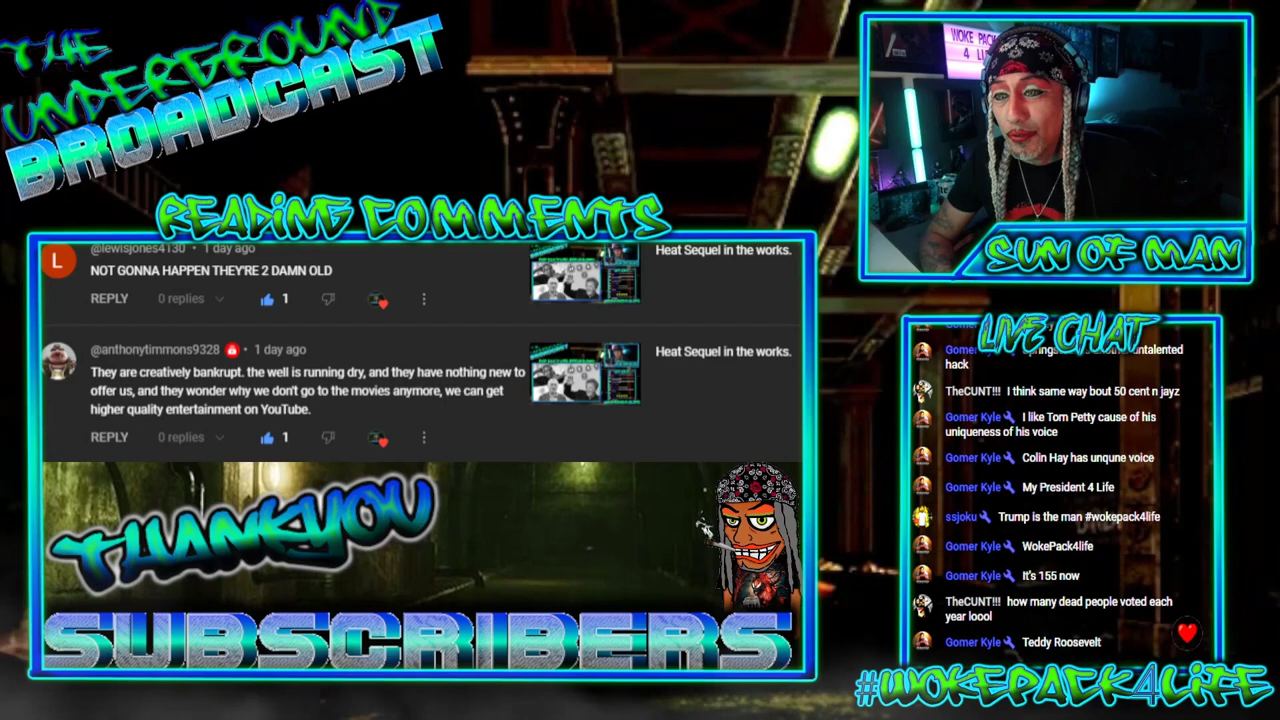 THE
UNDERGROUND
BROADCAST
WOKE PACK
4 L
READING COMMENTS
SUN OF MAN
L
@lewisjones4130 • 1 day ago
NOT GONNA HAPPEN THEY'RE 2 DAMN OLD
REPLY 0 replies 1
Heat Sequel in the works.
@anthonytimmons9328 • 1 day ago
They are creatively bankrupt. the well is running dry, and they have nothing new to
offer us, and they wonder why we don't go to the movies anymore, we can get
higher quality entertainment on YouTube.
REPLY 0 replies 1
Heat Sequel in the works.
THANKYOU
SUBSCRIBERS
LIVE CHAT
Gomer
untalented
hack
TheCUNT!!! I think same way bout 50 cent n jayz
Gomer Kyle I like Tom Petty cause of his
uniqueness of his voice
Gomer Kyle Colin Hay has unqune voice
Gomer Kyle My President 4 Life
ssjoku Trump is the man #wokepack4life
Gomer Kyle WokePack4life
Gomer Kyle It's 155 now
TheCUNT!!! how many dead people voted each
year loool
Gomer Kyle Teddy Roosevelt
#WOKEPACK4LIFE